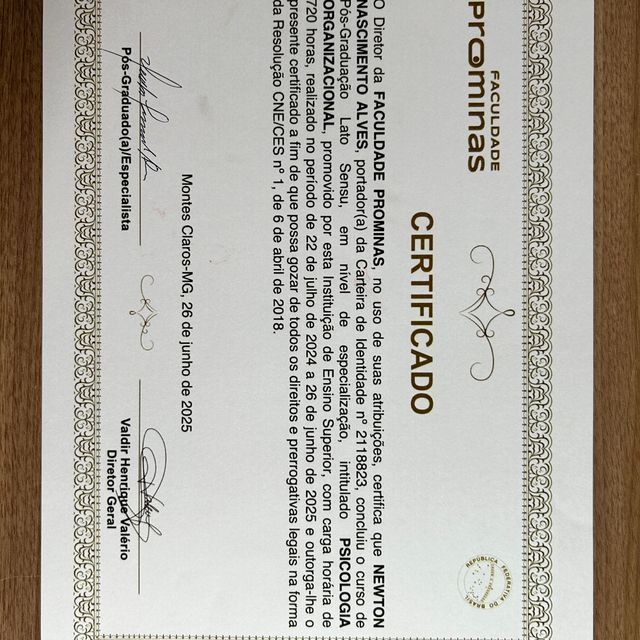 FACULDADE
prominas
REPÚBLICA FEDERATIVA DO BRASIL
CERTIFICADO
O Diretor da FACULDADE PROMINAS, no uso de suas atribuições, certifica que NEWTON
NASCIMENTO ALVES, portador(a) da Carteira de Identidade nº 2118823, concluiu o curso de
Pós-Graduação Lato Sensu, em nível de especialização, intitulado PSICOLOGIA
ORGANIZACIONAL, promovido por esta Instituição de Ensino Superior, com carga horária de
720 horas, realizado no período de 22 de julho de 2024 a 26 de junho de 2025 e outorga-lhe o
presente certificado a fim de que possa gozar de todos os direitos e prerrogativas legais na forma
da Resolução CNE/CES nº 1, de 6 de abril de 2018.
Montes Claros-MG, 26 de junho de 2025
Pós-Graduado(a)/Especialista
Valdir Henrique Valério
Diretor Geral